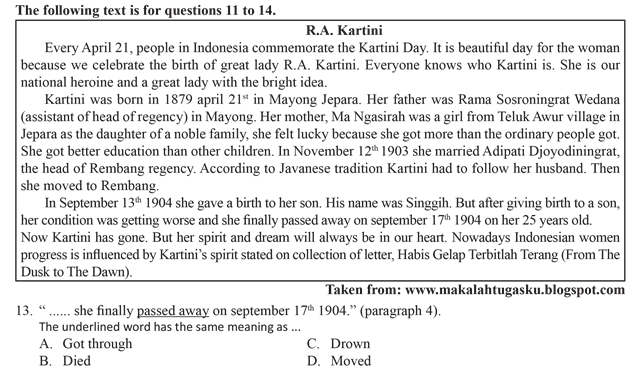 The following text is for questions 11 to 14.
R.A. Kartini
Every April 21, people in Indonesia commemorate the Kartini Day. It is beautiful day for the woman
because we celebrate the birth of great lady R.A. Kartini. Everyone knows who Kartini is. She is our
national heroine and a great lady with the bright idea.
Kartini was born in 1879 april 21st in Mayong Jepara. Her father was Rama Sosroningrat Wedana
(assistant of head of regency) in Mayong. Her mother, Ma Ngasirah was a girl from Teluk Awur village in
Jepara as the daughter of a noble family, she felt lucky because she got more than the ordinary people got.
She got better education than other children. In November 12th 1903 she married Adipati Djoyodiningrat,
the head of Rembang regency. According to Javanese tradition Kartini had to follow her husband. Then
she moved to Rembang.
In September 13th 1904 she gave a birth to her son. His name was Singgih. But after giving birth to a son,
her condition was getting worse and she finally passed away on september 17th 1904 on her 25 years old.
Now Kartini has gone. But her spirit and dream will always be in our heart. Nowadays Indonesian women
progress is influenced by Kartini's spirit stated on collection of letter, Habis Gelap Terbitlah Terang (From The
Dusk to The Dawn).
Taken from: www.makalahtugasku.blogspot.com
13. “ ...... she finally passed away on september 17th 1904.” (paragraph 4).
The underlined word has the same meaning as ...
A. Got through C. Drown
B. Died D. Moved